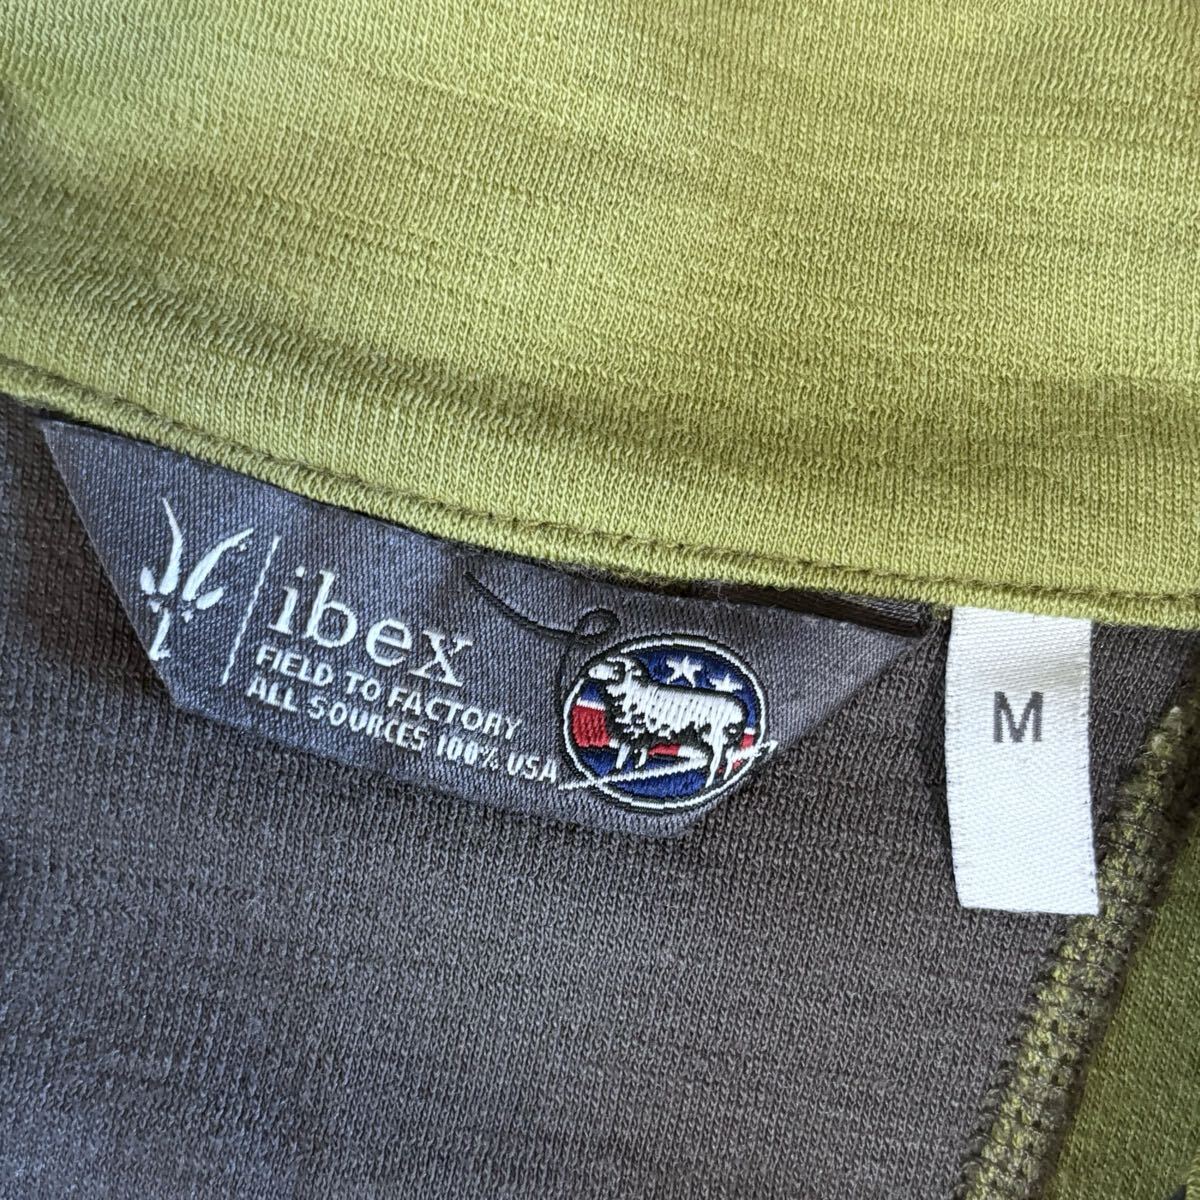 ibex
FIELD TO FACTORY
ALL SOURCES 100% USA
M